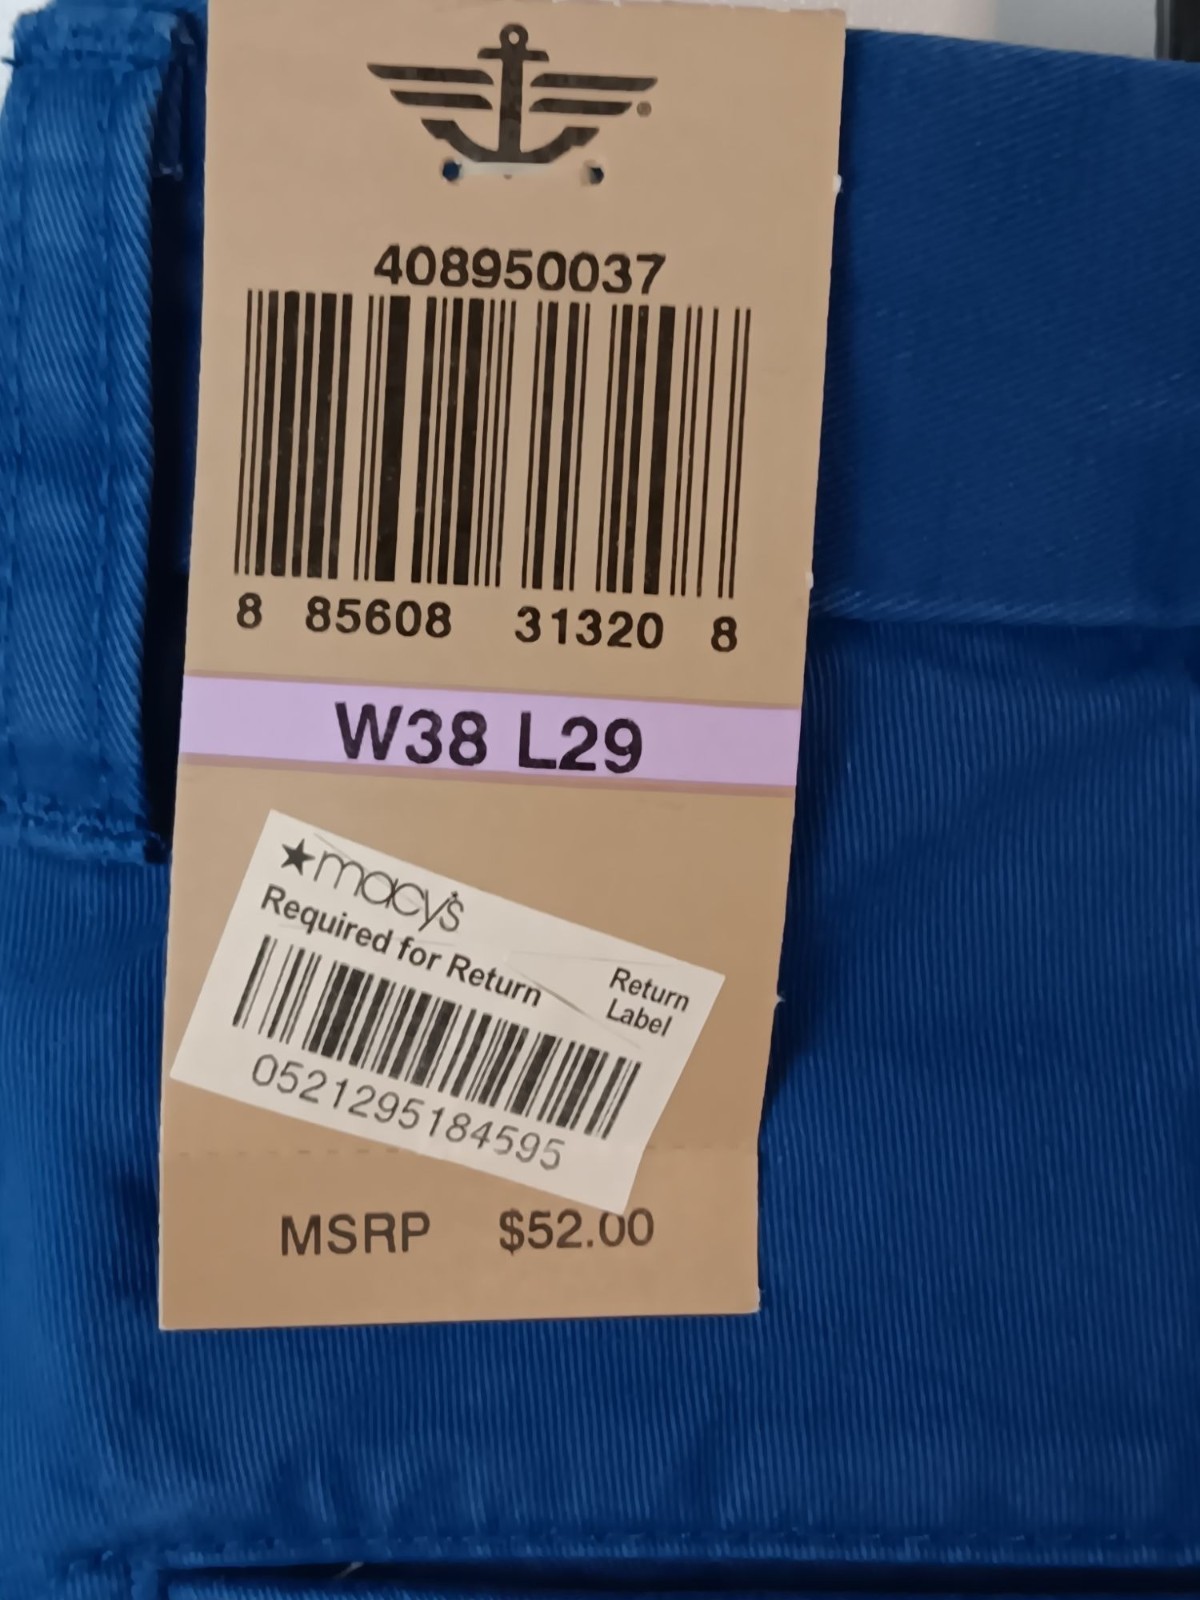 408950037
8 85608 31320 8
W38 L29
macy's
Required for Return
Return
Label
0521295184595
MSRP $52.00